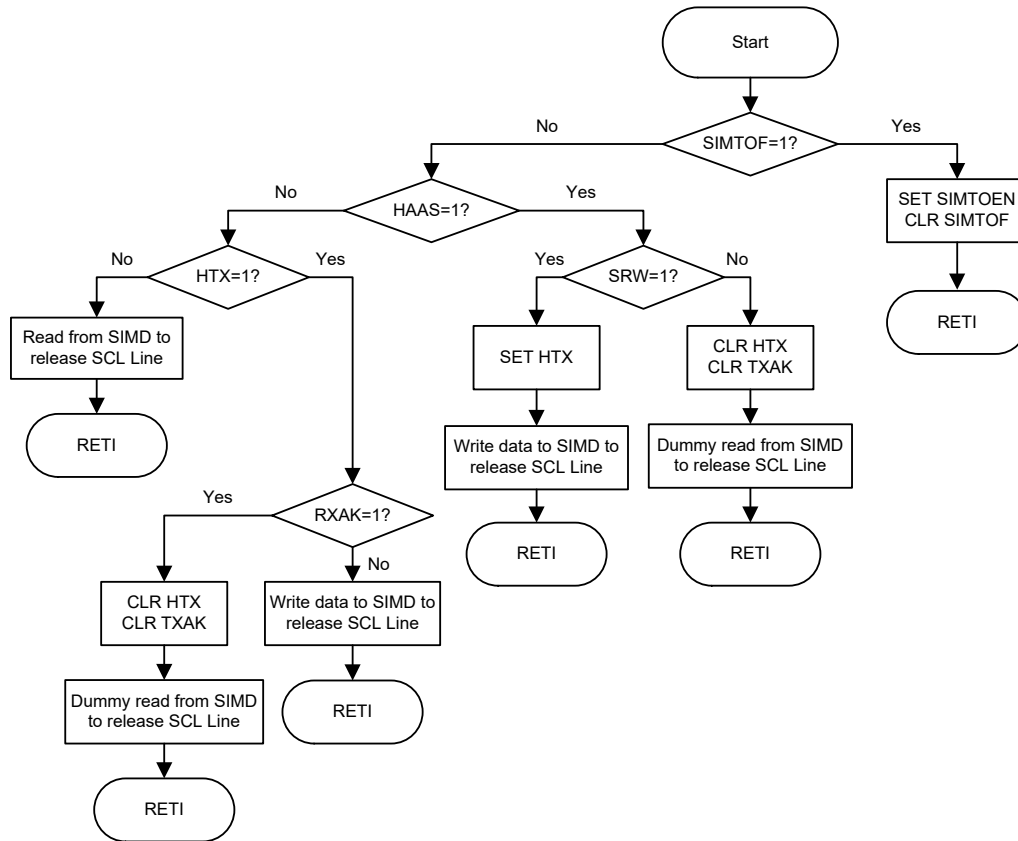 Start
No
Yes
SIMTOF=1?
No
Yes
SET SIMTOEN
CLR SIMTOF
HAAS=1?
No
Yes
Yes
No
HTX=1?
SRW=1?
RETI
Read from SIMD to
release SCL Line
SET HTX
CLR HTX
CLR TXAK
RETI
Write data to SIMD to
release SCL Line
Dummy read from SIMD
to release SCL Line
Yes
RXAK=1?
RETI
RETI
No
CLR HTX
CLR TXAK
Write data to SIMD to
release SCL Line
Dummy read from SIMD
to release SCL Line
RETI
RETI